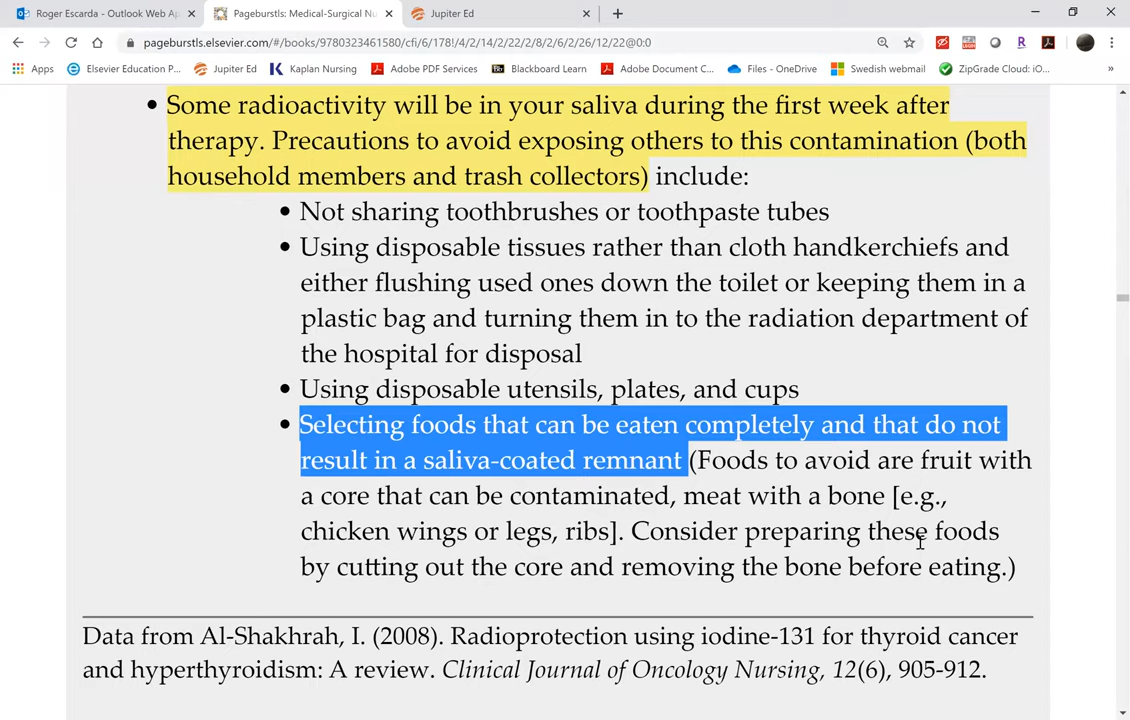 Roger Escarda - Outlook Web Ap
Pageburstls: Medical-Surgical Nu
Jupiter Ed
pageburstls.elsevier.com/#/books/9780323461580/cfi/6/178!/4/2/14/2/22/2/8/2/6/2/26/12/22@0:0
Apps
Elsevier Education P...
Jupiter Ed
Kaplan Nursing
Adobe PDF Services
Blackboard Learn
Adobe Document C...
Files - OneDrive
Swedish webmail
ZipGrade Cloud: iO...
• Some radioactivity will be in your saliva during the first week after
therapy. Precautions to avoid exposing others to this contamination (both
household members and trash collectors) include:
• Not sharing toothbrushes or toothpaste tubes
• Using disposable tissues rather than cloth handkerchiefs and
either flushing used ones down the toilet or keeping them in a
plastic bag and turning them in to the radiation department of
the hospital for disposal
• Using disposable utensils, plates, and cups
• Selecting foods that can be eaten completely and that do not
result in a saliva-coated remnant (Foods to avoid are fruit with
a core that can be contaminated, meat with a bone [e.g.,
chicken wings or legs, ribs]. Consider preparing these foods
by cutting out the core and removing the bone before eating.)
Data from Al-Shakhrah, I. (2008). Radioprotection using iodine-131 for thyroid cancer
and hyperthyroidism: A review. Clinical Journal of Oncology Nursing, 12(6), 905-912.